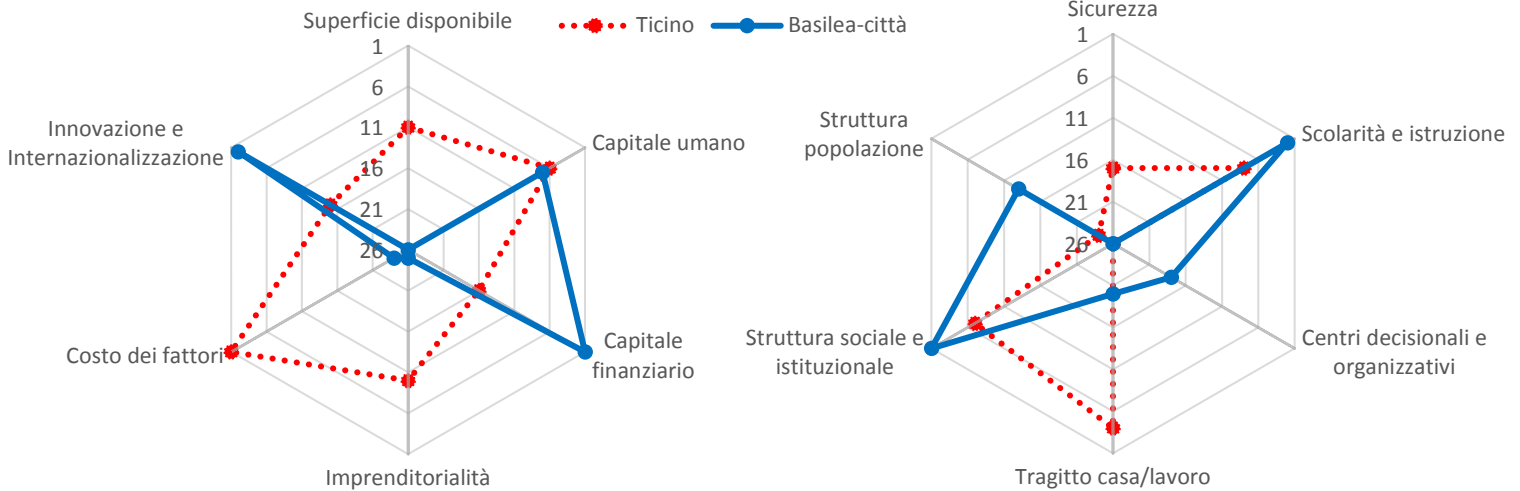 Superficie disponibile
Ticino
Basilea-città
1
6
11
16
21
26
Capitale umano
Capitale
finanziario
Imprenditorialità
Costo dei fattori
Innovazione e
Internazionalizzazione
Sicurezza
1
6
11
16
21
26
Scolarità e istruzione
Centri decisionali e
organizzativi
Tragitto casa/lavoro
Struttura sociale e
istituzionale
Struttura
popolazione